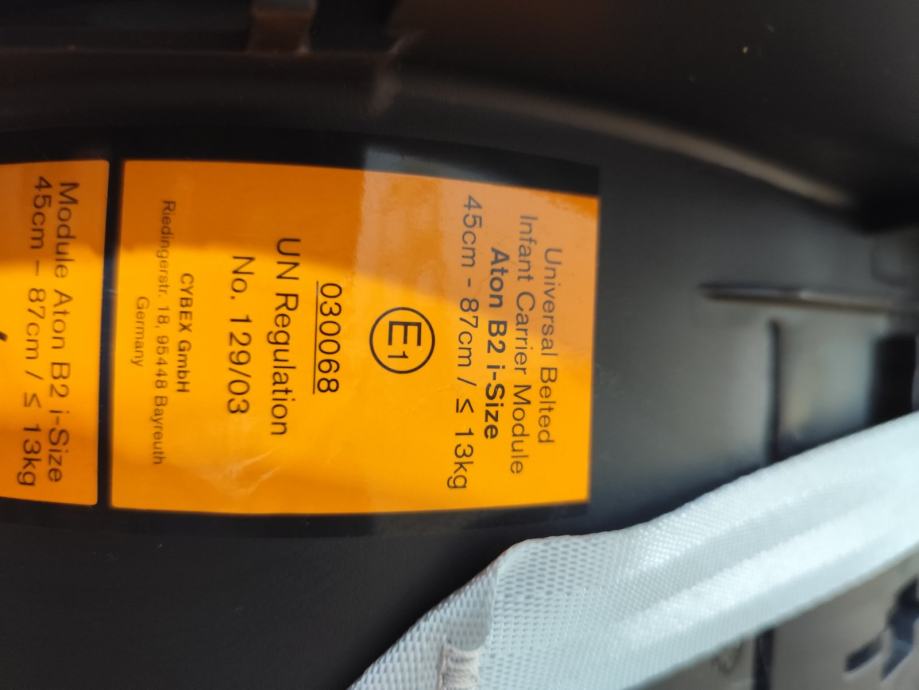 Universal Belted
Infant Carrier Module
Aton B2 i-Size
45cm - 87cm / ≤ 13kg
E1
030068
UN Regulation
No. 129/03
CYBEX GmbH
Riedingerstr. 18, 95448 Bayreuth
Germany
Module Aton B2 i-Size
45cm – 87cm / ≤ 13kg